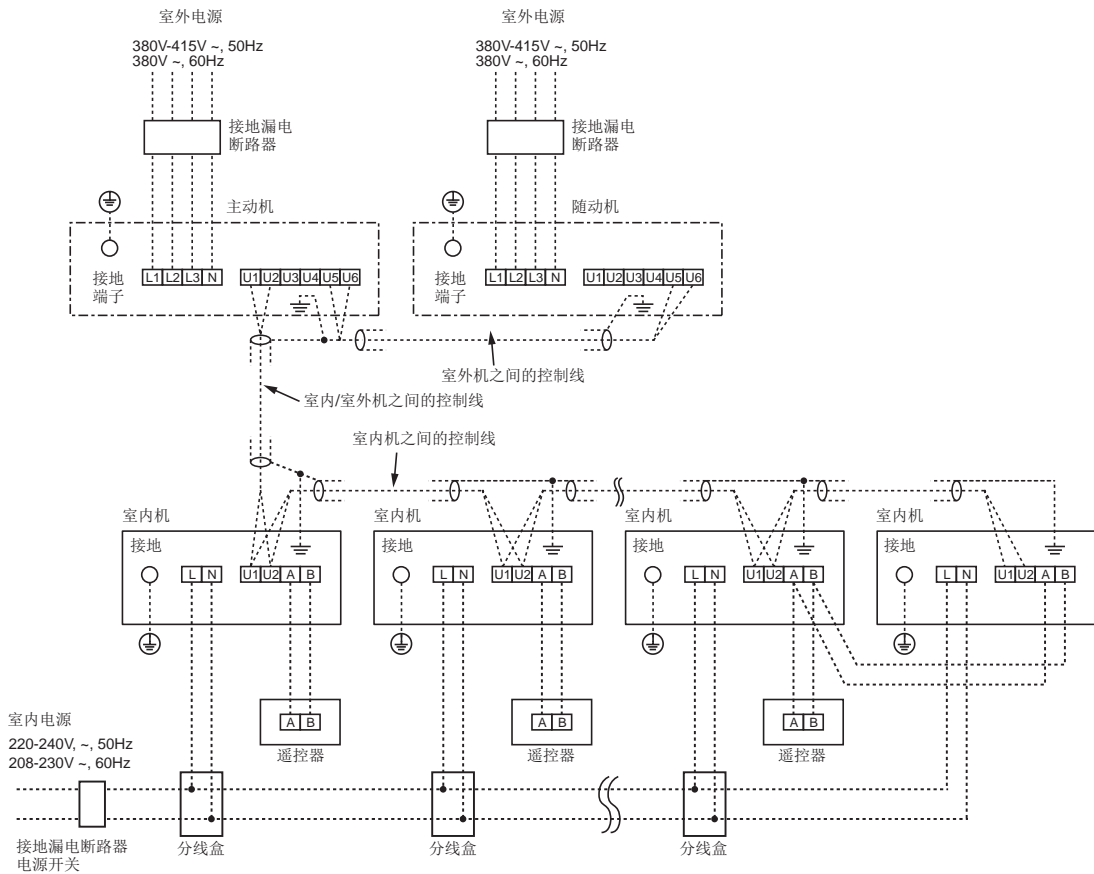 室外电源
室外电源
380V-415V ~, 50Hz
380V ~, 60Hz
380V-415V ~, 50Hz
380V ~, 60Hz
接地漏电
断路器
接地漏电
断路器
主动机
随动机
接地
端子
L1 L2 L3 N
U1 U2 U3 U4 U5 U6
接地
端子
L1 L2 L3 N
U1 U2 U3 U4 U5 U6
室外机之间的控制线
室内/室外机之间的控制线
室内机之间的控制线
室内机
室内机
室内机
室内机
接地
接地
接地
接地
L N
U1 U2 A B
L N
U1 U2 A B
L N
U1 U2 A B
L N
U1 U2 A B
室内电源
220-240V, ~, 50Hz
208-230V ~, 60Hz
A B
A B
A B
遥控器
遥控器
遥控器
接地漏电断路器
电源开关
分线盒
分线盒
分线盒